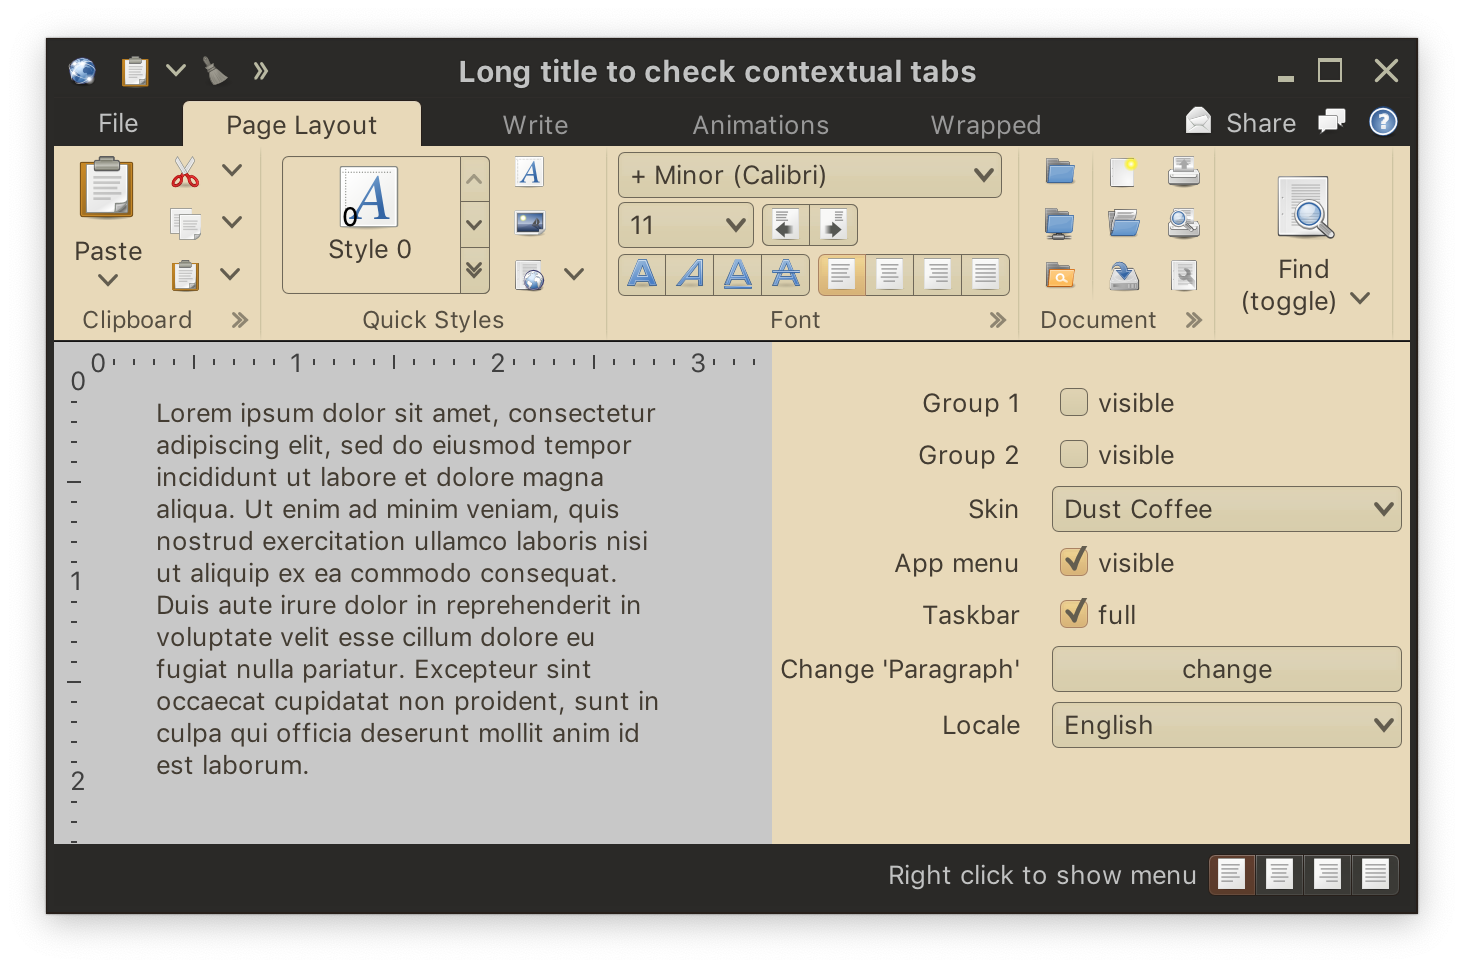 Long title to check contextual tabs
File
Page Layout
Write
Animations
Wrapped
Share
?
Paste
Clipboard
A
0
Style 0
A
Quick Styles
+ Minor (Calibri)
11
A A A A
Font
Document
Find
(toggle)
0 1 2 3
0
1
2
Lorem ipsum dolor sit amet, consectetur
adipiscing elit, sed do eiusmod tempor
incididunt ut labore et dolore magna
aliqua. Ut enim ad minim veniam, quis
nostrud exercitation ullamco laboris nisi
ut aliquip ex ea commodo consequat.
Duis aute irure dolor in reprehenderit in
voluptate velit esse cillum dolore eu
fugiat nulla pariatur. Excepteur sint
occaecat cupidatat non proident, sunt in
culpa qui officia deserunt mollit anim id
est laborum.
Group 1 visible
Group 2 visible
Skin Dust Coffee
App menu visible
Taskbar full
Change 'Paragraph' change
Locale English
Right click to show menu